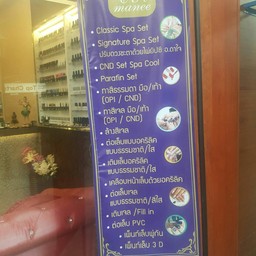 mance
• Classic Spa Set
• Signature Spa Set
• CND Set Spa Cool
• Parafin Set
• ทาสีธรรมดา มือ/เท้า
(OPI / CND)
• ทาสีเจล มือ/เท้า
(OPI / CND)
• ล้างสีเจล
• ต่อเล็บแบบอคริลิค
แบบธรรมชาติ/ใส
• เติมเล็บอคริลิค
แบบธรรมชาติ/ใส
• เคลือบหน้าเล็บด้วยอคริลิค
• ต่อเล็บเจล
แบบธรรมชาติ/ใส
• เติมเจล /Fill in
• ต่อเล็บ PVC
• เพ้นท์เล็บพู่กัน
• เพ้นท์เล็บ 3 D